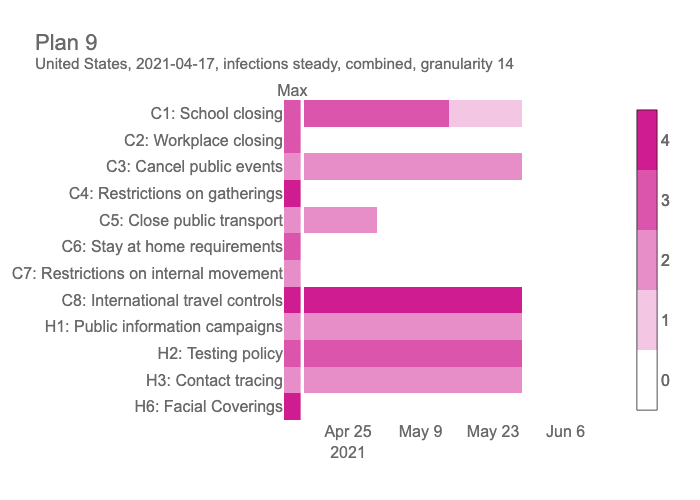 Plan 9
United States, 2021-04-17, infections steady, combined, granularity 14
Max
C1: School closing
C2: Workplace closing
C3: Cancel public events
C4: Restrictions on gatherings
C5: Close public transport
C6: Stay at home requirements
C7: Restrictions on internal movement
C8: International travel controls
H1: Public information campaigns
H2: Testing policy
H3: Contact tracing
H6: Facial Coverings
Apr 25 May 9 May 23 Jun 6
2021
4
3
2
1
0